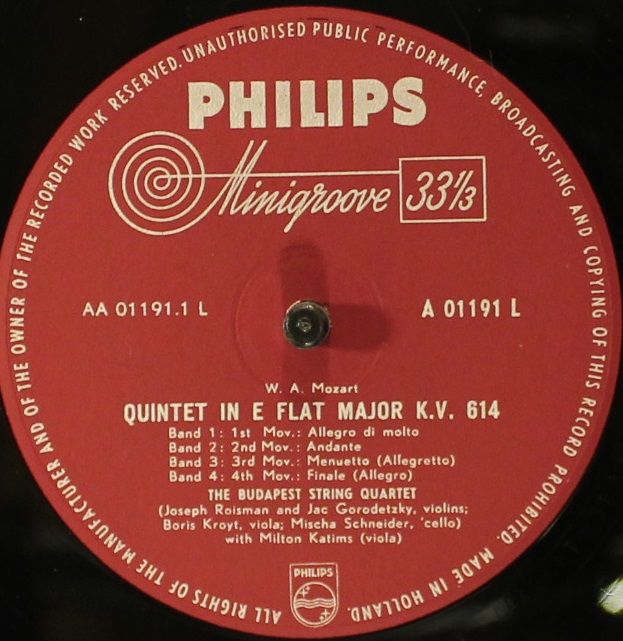 ALL RIGHTS OF THE MANUFACTURER AND OF THE OWNER OF THE RECORDED WORK RESERVED. UNAUTHORISED PUBLIC PERFORMANCE, BROADCASTING AND COPYING OF THIS RECORD PROHIBITED. MADE IN HOLLAND.
PHILIPS
Minigroove 33 1/3
AA 01191.1 L
A 01191 L
W. A. Mozart
QUINTET IN E FLAT MAJOR K.V. 614
Band 1: 1st Mov.: Allegro di molto
Band 2: 2nd Mov.: Andante
Band 3: 3rd Mov.: Menuetto (Allegretto)
Band 4: 4th Mov.: Finale (Allegro)
THE BUDAPEST STRING QUARTET
(Joseph Roisman and Jac Gorodetzky, violins;
Boris Kroyt, viola; Mischa Schneider, 'cello)
with Milton Katims (viola)
PHILIPS